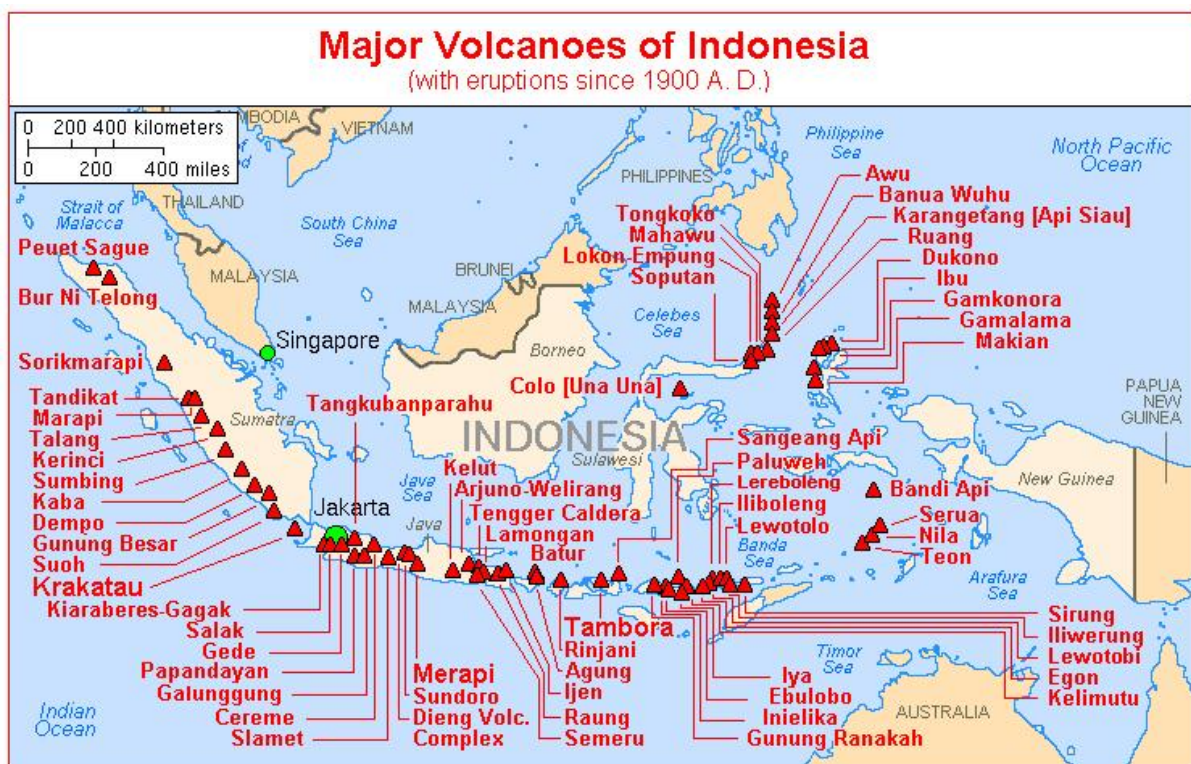 Major Volcanoes of Indonesia
(with eruptions since 1900 A. D.)
0 200 400 kilometers
0 200 400 miles
CAMBODIA
VIETNAM
THAILAND
Strait of
Malacca
South China
Sea
MALAYSIA
BRUNEI
MALAYSIA
PHILIPPINES
Philippine
Sea
North Pacific
Ocean
Celebes
Sea
Borneo
Singapore
Sumatra
INDONESIA
Sulawesi
Java
Sea
Java
Jakarta
Banda
Sea
New Guinea
PAPUA
NEW
GUINEA
Arafura
Sea
Timor
Sea
AUSTRALIA
Indian
Ocean
Peuet Sague
Bur Ni Telong
Sorikmarapi
Tandikat
Marapi
Talang
Kerinci
Sumbing
Kaba
Dempo
Gunung Besar
Suoh
Krakatau
Kiaraberes-Gagak
Salak
Gede
Papandayan
Galunggung
Cereme
Slamet
Tangkubanparahu
Merapi
Sundoro
Dieng Volc.
Complex
Kelut
Arjuno-Welirang
Tengger Caldera
Lamongan
Batur
Tambora
Rinjani
Agung
Ijen
Raung
Semeru
Tongkoko
Mahawu
Lokon-Empung
Soputan
Colo [Una Una]
Awu
Banua Wuhu
Karangetang [Api Siau]
Ruang
Dukono
Ibu
Gamkonora
Gamalama
Makian
Sangeang Api
Paluweh
Lereboleng
Iliboleng
Lewotolo
Bandi Api
Serua
Nila
Teon
Sirung
Iliwerung
Lewotobi
Egon
Kelimutu
Iya
Ebulobo
Inielika
Gunung Ranakah